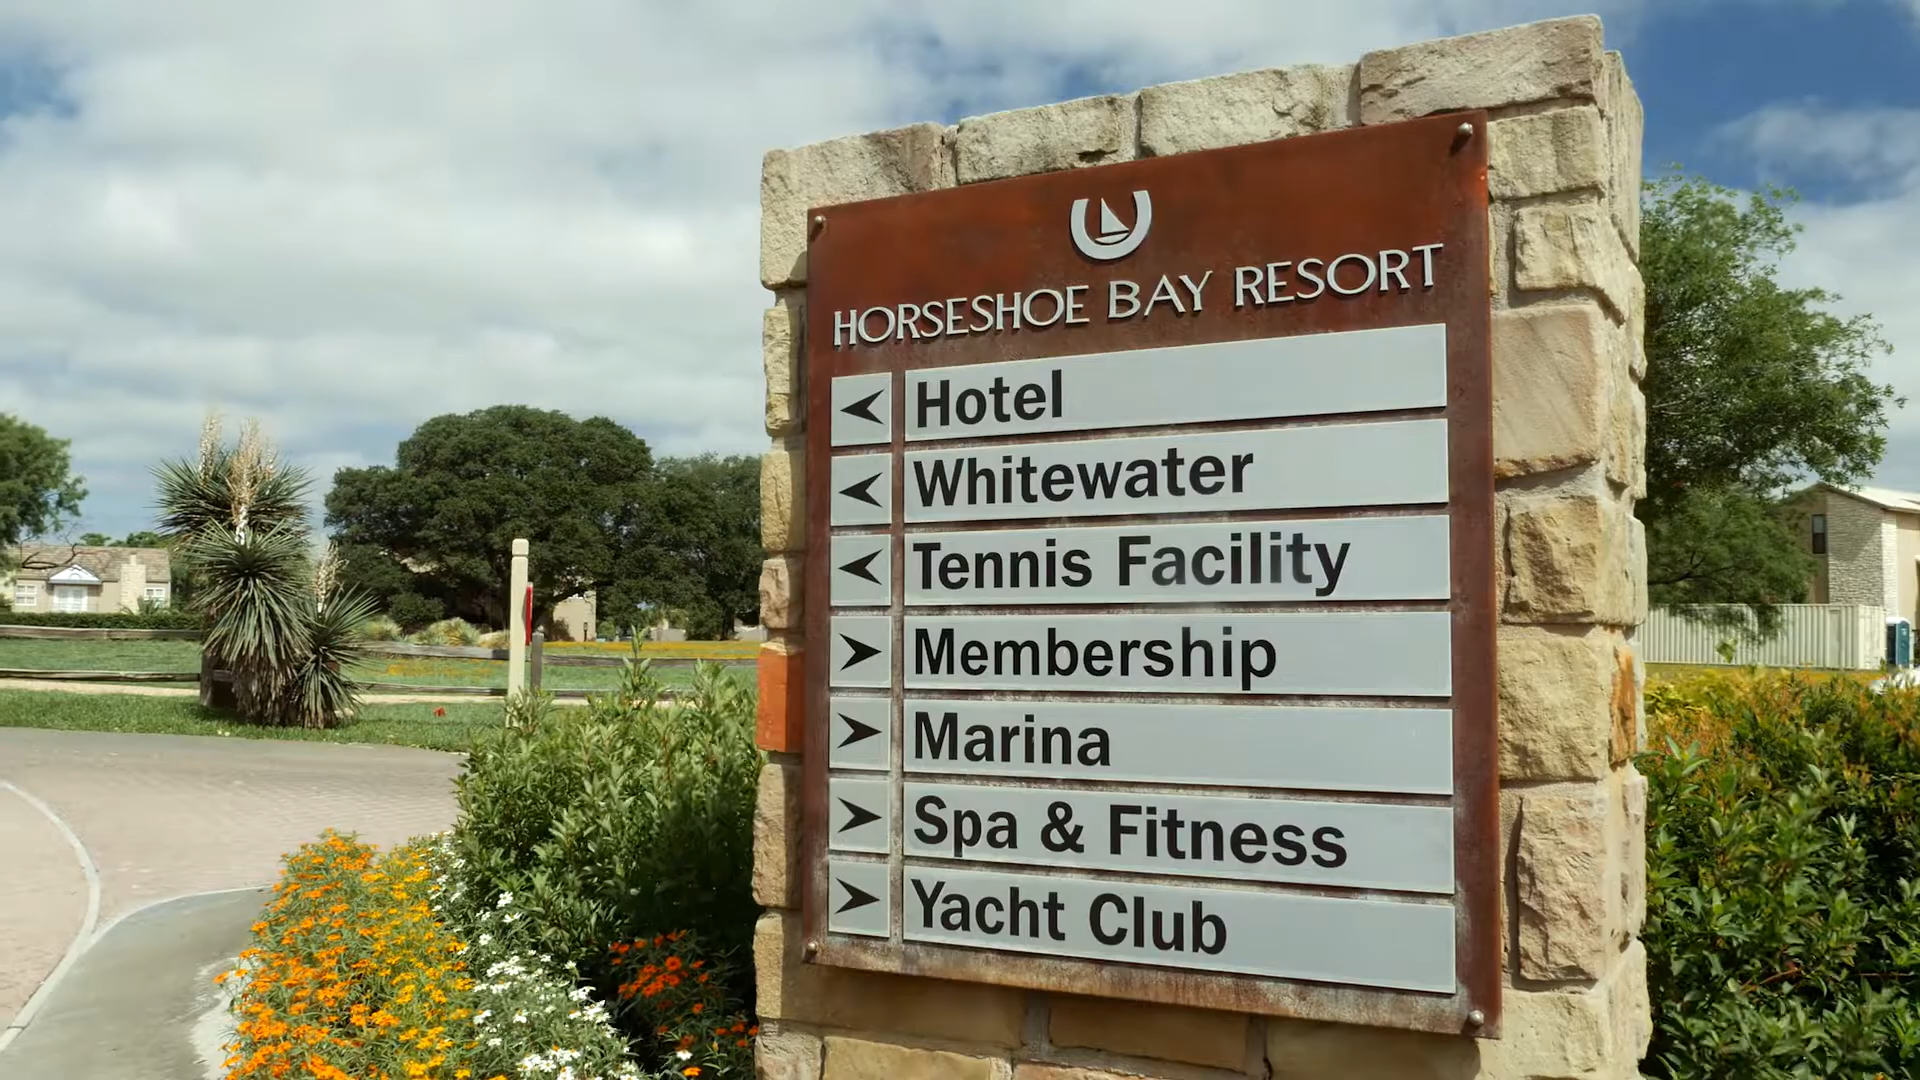 HORSESHOE BAY RESORT
Hotel
Whitewater
Tennis Facility
Membership
Marina
Spa & Fitness
Yacht Club